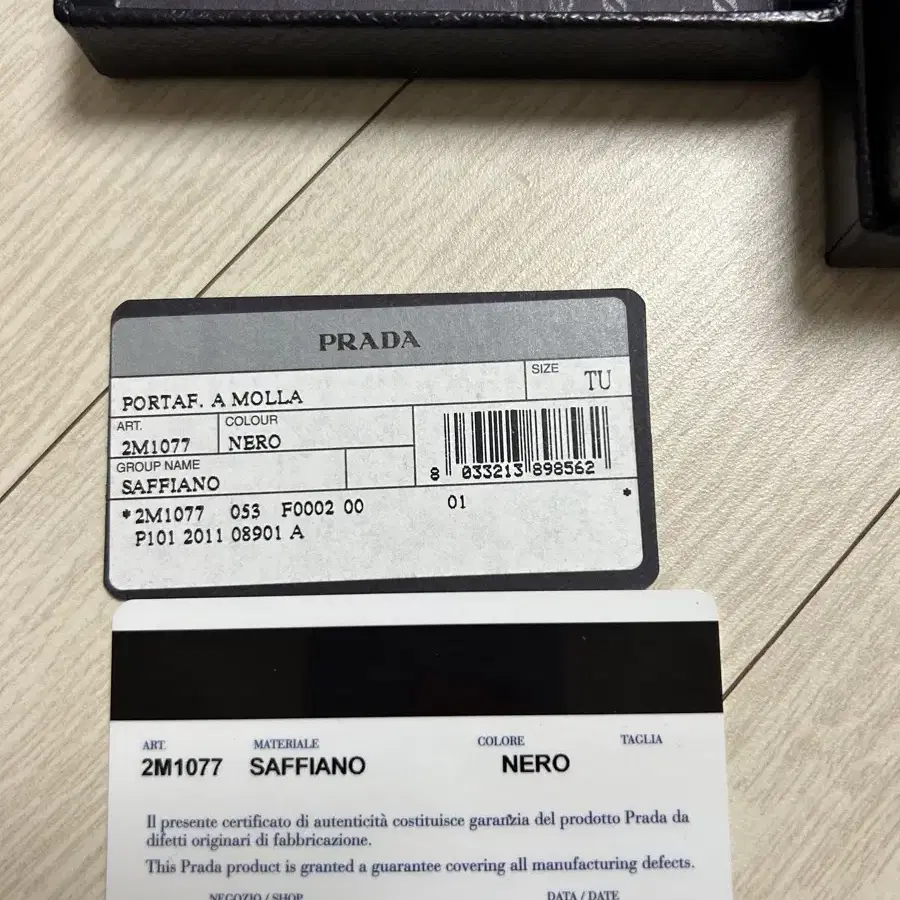 PRADA
PORTAF. A MOLLA
SIZE
TU
ART.
2M1077
COLOUR
NERO
GROUP NAME
SAFFIANO
8 033213 898562
*2M1077 053 F0002 00 01 *
P101 2011 08901 A
ART. MATERIALE COLORE TAGLIA
2M1077 SAFFIANO NERO
Il presente certificato di autenticità costituisce garanzia del prodotto Prada da
difetti originari di fabbricazione.
This Prada product is granted a guarantee covering all manufacturing defects.
NEGOZIO / SHOP DATA / DATE